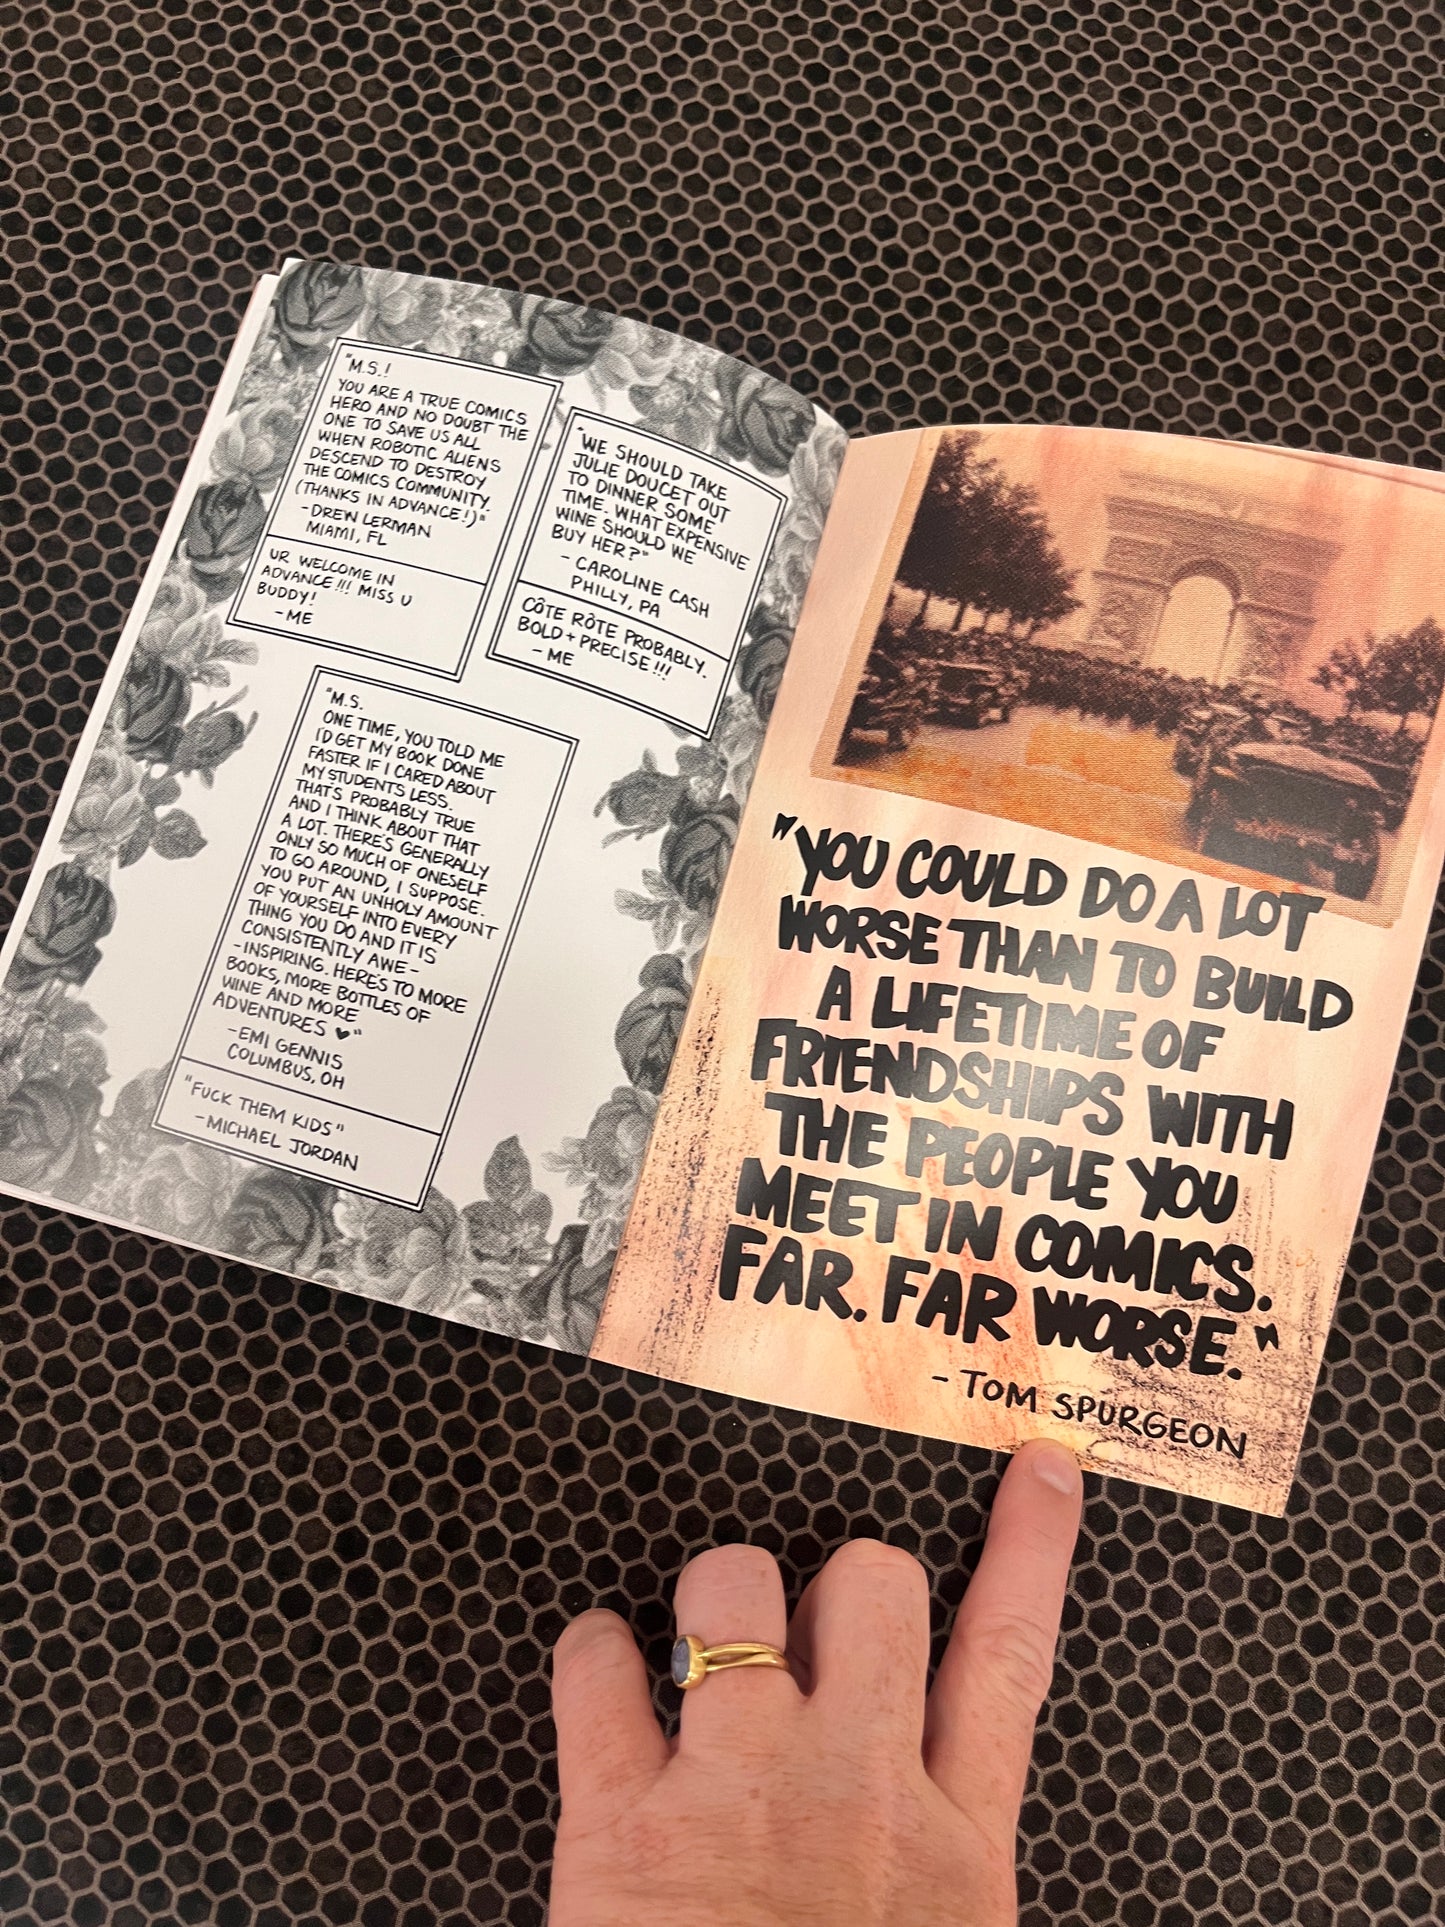 "M.S.!
YOU ARE A TRUE COMICS
HERO AND NO DOUBT THE
ONE TO SAVE US ALL
WHEN ROBOTIC ALIENS
DESCEND TO DESTROY
THE COMICS COMMUNITY.
(THANKS IN ADVANCE!)"
-DREW LERMAN
MIAMI, FL
UR WELCOME IN
ADVANCE!!! MISS U
BUDDY!
-ME
"WE SHOULD TAKE
JULIE DOUCET OUT
TO DINNER SOME
TIME. WHAT EXPENSIVE
WINE SHOULD WE
BUY HER?"
- CAROLINE CASH
PHILLY, PA
CÔTE RÔTE PROBABLY.
BOLD + PRECISE!!!
- ME
"M.S.
ONE TIME, YOU TOLD ME
I'D GET MY BOOK DONE
FASTER IF I CARED ABOUT
MY STUDENTS LESS.
THAT'S PROBABLY TRUE
AND I THINK ABOUT THAT
A LOT. THERE'S GENERALLY
ONLY SO MUCH OF ONESELF
TO GO AROUND, I SUPPOSE.
YOU PUT AN UNHOLY AMOUNT
OF YOURSELF INTO EVERY
THING YOU DO AND IT IS
CONSISTENTLY AWE-
-INSPIRING. HERE'S TO MORE
BOOKS, MORE BOTTLES OF
WINE AND MORE
ADVENTURES ♥"
-EMI GENNIS
COLUMBUS, OH
"FUCK THEM KIDS"
-MICHAEL JORDAN
"YOU COULD DO A LOT
WORSE THAN TO BUILD
A LIFETIME OF
FRIENDSHIPS WITH
THE PEOPLE YOU
MEET IN COMICS.
FAR. FAR WORSE."
- TOM SPURGEON